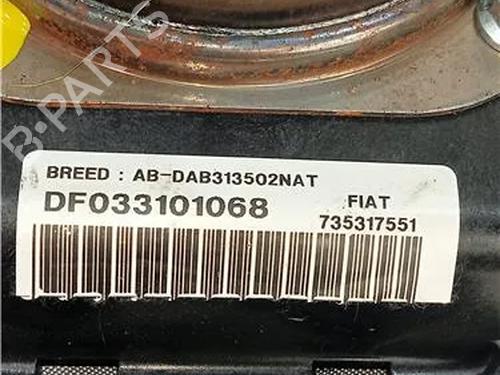 B-PARTS
BREED : AB-DAB313502NAT
DF033101068 FIAT
735317551